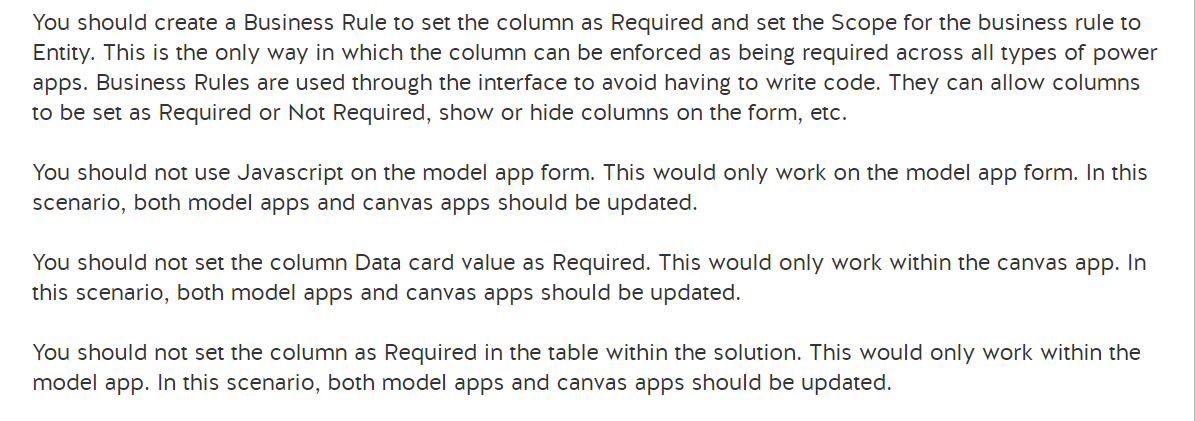 You should create a Business Rule to set the column as Required and set the Scope for the business rule to
Entity. This is the only way in which the column can be enforced as being required across all types of power
apps. Business Rules are used through the interface to avoid having to write code. They can allow columns
to be set as Required or Not Required, show or hide columns on the form, etc.
You should not use Javascript on the model app form. This would only work on the model app form. In this
scenario, both model apps and canvas apps should be updated.
You should not set the column Data card value as Required. This would only work within the canvas app. In
this scenario, both model apps and canvas apps should be updated.
You should not set the column as Required in the table within the solution. This would only work within the
model app. In this scenario, both model apps and canvas apps should be updated.